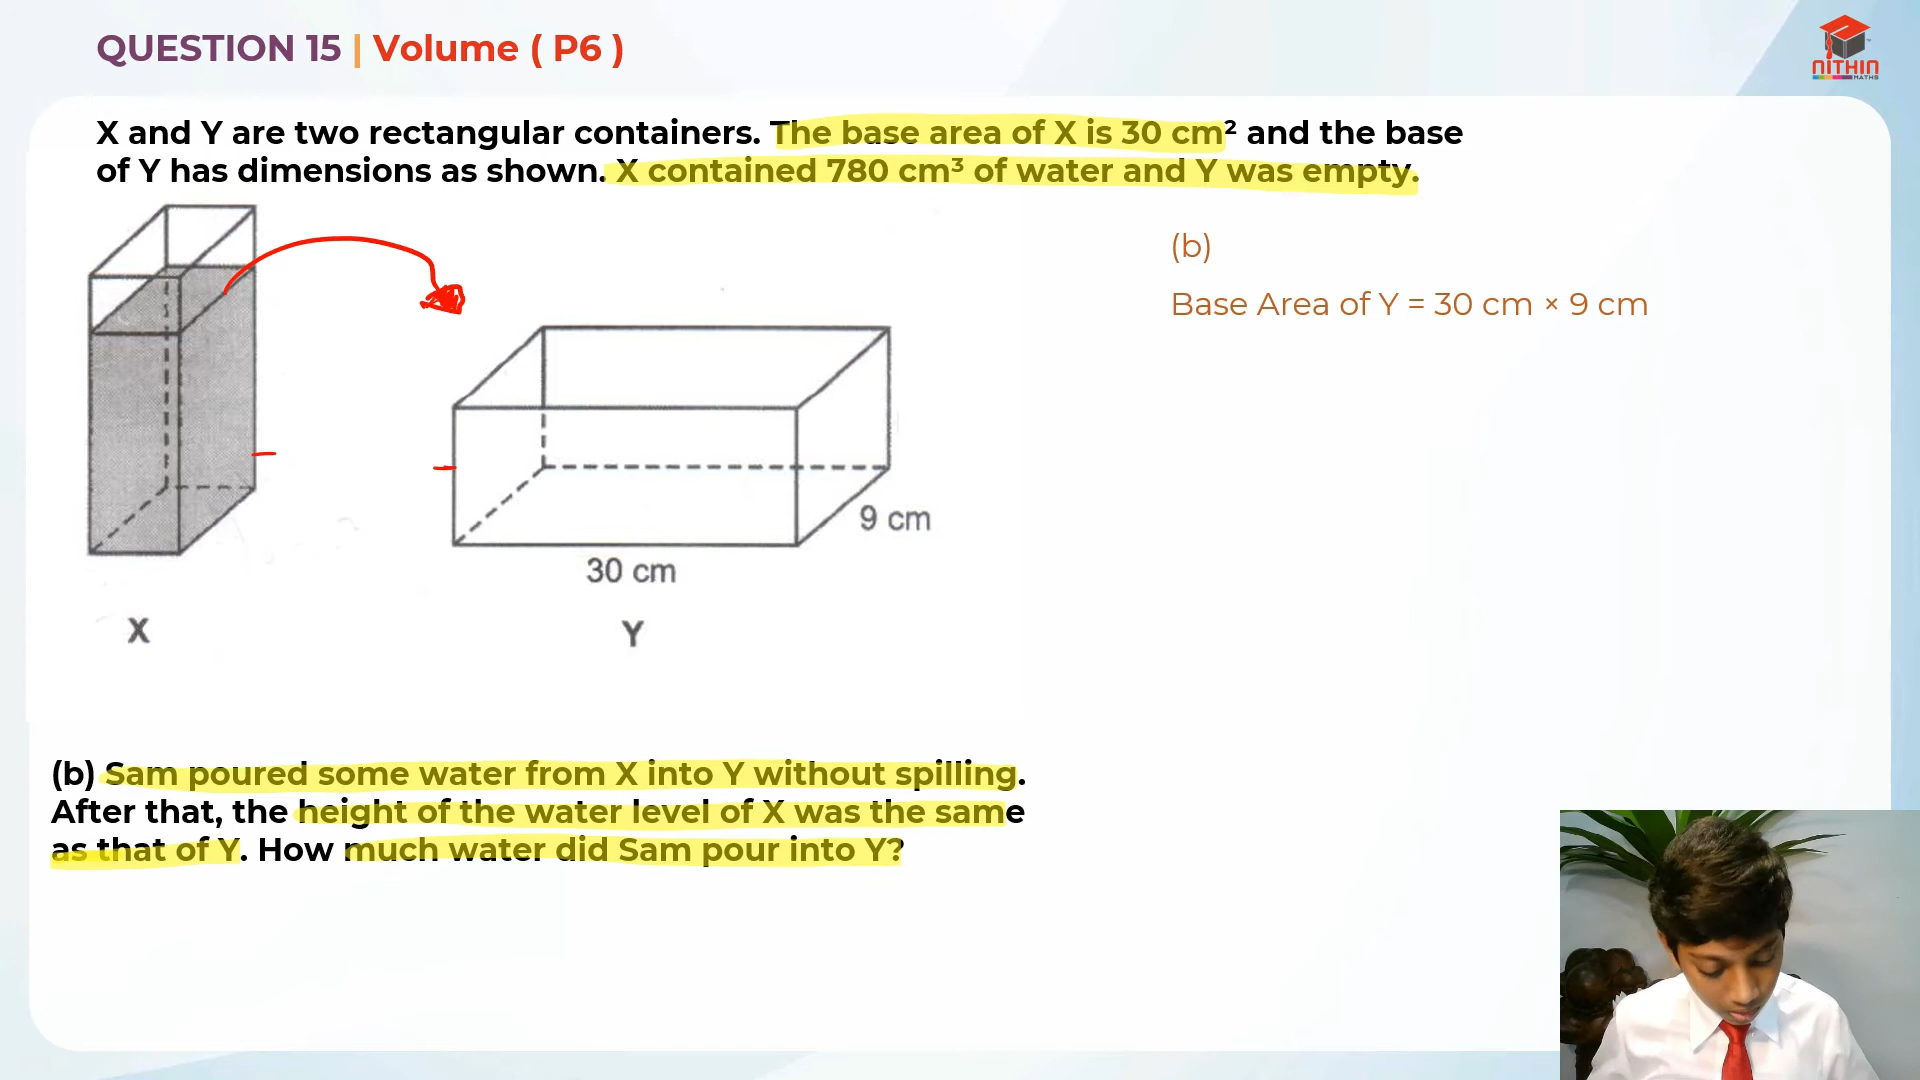 QUESTION 15 | Volume ( P6 )
NITHIN
MATHS
X and Y are two rectangular containers. The base area of X is 30 cm² and the base
of Y has dimensions as shown. X contained 780 cm³ of water and Y was empty.
(b)
Base Area of Y = 30 cm × 9 cm
9 cm
30 cm
X
Y
(b) Sam poured some water from X into Y without spilling.
After that, the height of the water level of X was the same
as that of Y. How much water did Sam pour into Y?